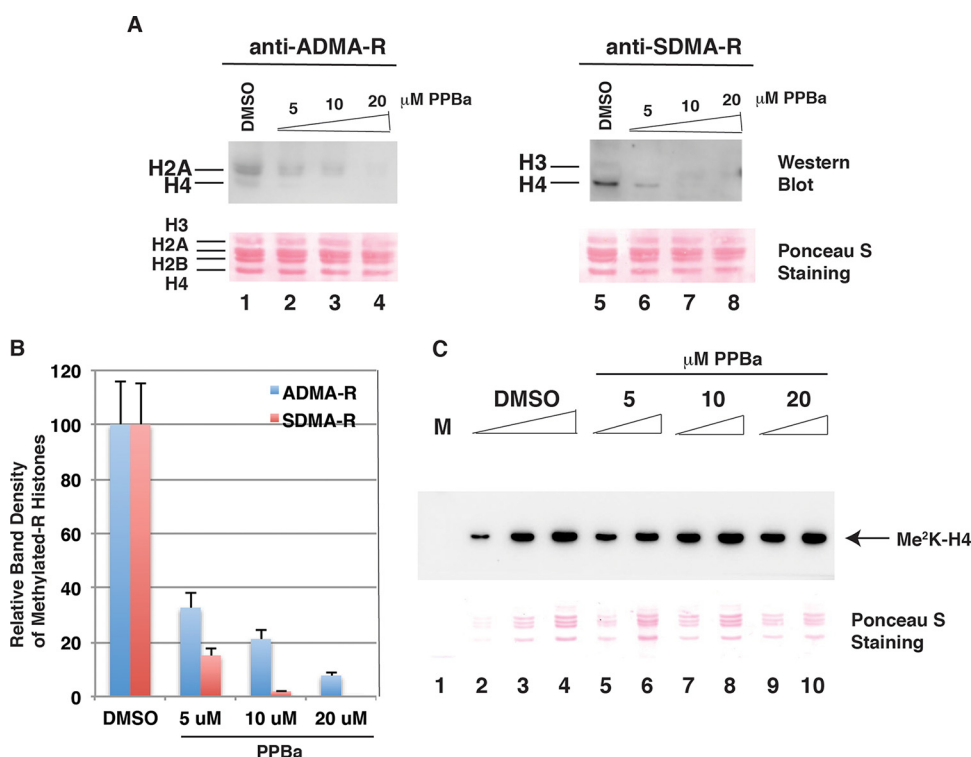 A
anti-ADMA-R
anti-SDMA-R
DMSO
5
10
20
μM PPBa
DMSO
5
10
20
μM PPBa
H2A
H4
H3
H4
Western
Blot
H3
H2A
H2B
H4
Ponceau S
Staining
1 2 3 4
5 6 7 8
B
Relative Band Density
of Methylated-R Histones
120
100
80
60
40
20
0
ADMA-R
SDMA-R
DMSO 5 uM 10 uM 20 uM
PPBa
C
μM PPBa
DMSO 5 10 20
M
Me²K-H4
Ponceau S
Staining
1 2 3 4 5 6 7 8 9 10